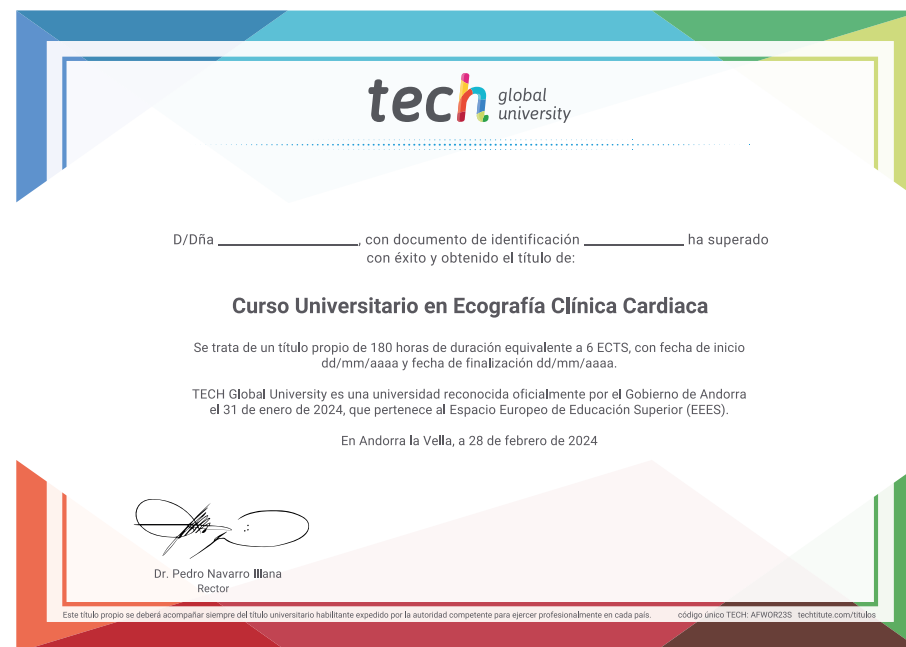 tech global university
D/Dña ____________, con documento de identificación ____________ ha superado
con éxito y obtenido el título de:
Curso Universitario en Ecografía Clínica Cardiaca
Se trata de un título propio de 180 horas de duración equivalente a 6 ECTS, con fecha de inicio
dd/mm/aaaa y fecha de finalización dd/mm/aaaa.
TECH Global University es una universidad reconocida oficialmente por el Gobierno de Andorra
el 31 de enero de 2024, que pertenece al Espacio Europeo de Educación Superior (EEES).
En Andorra la Vella, a 28 de febrero de 2024
Dr. Pedro Navarro Illana
Rector
Este título propio se deberá acompañar siempre del título universitario habilitante expedido por la autoridad competente para ejercer profesionalmente en cada país. código único TECH: AFWOR23S techtitute.com/titulos